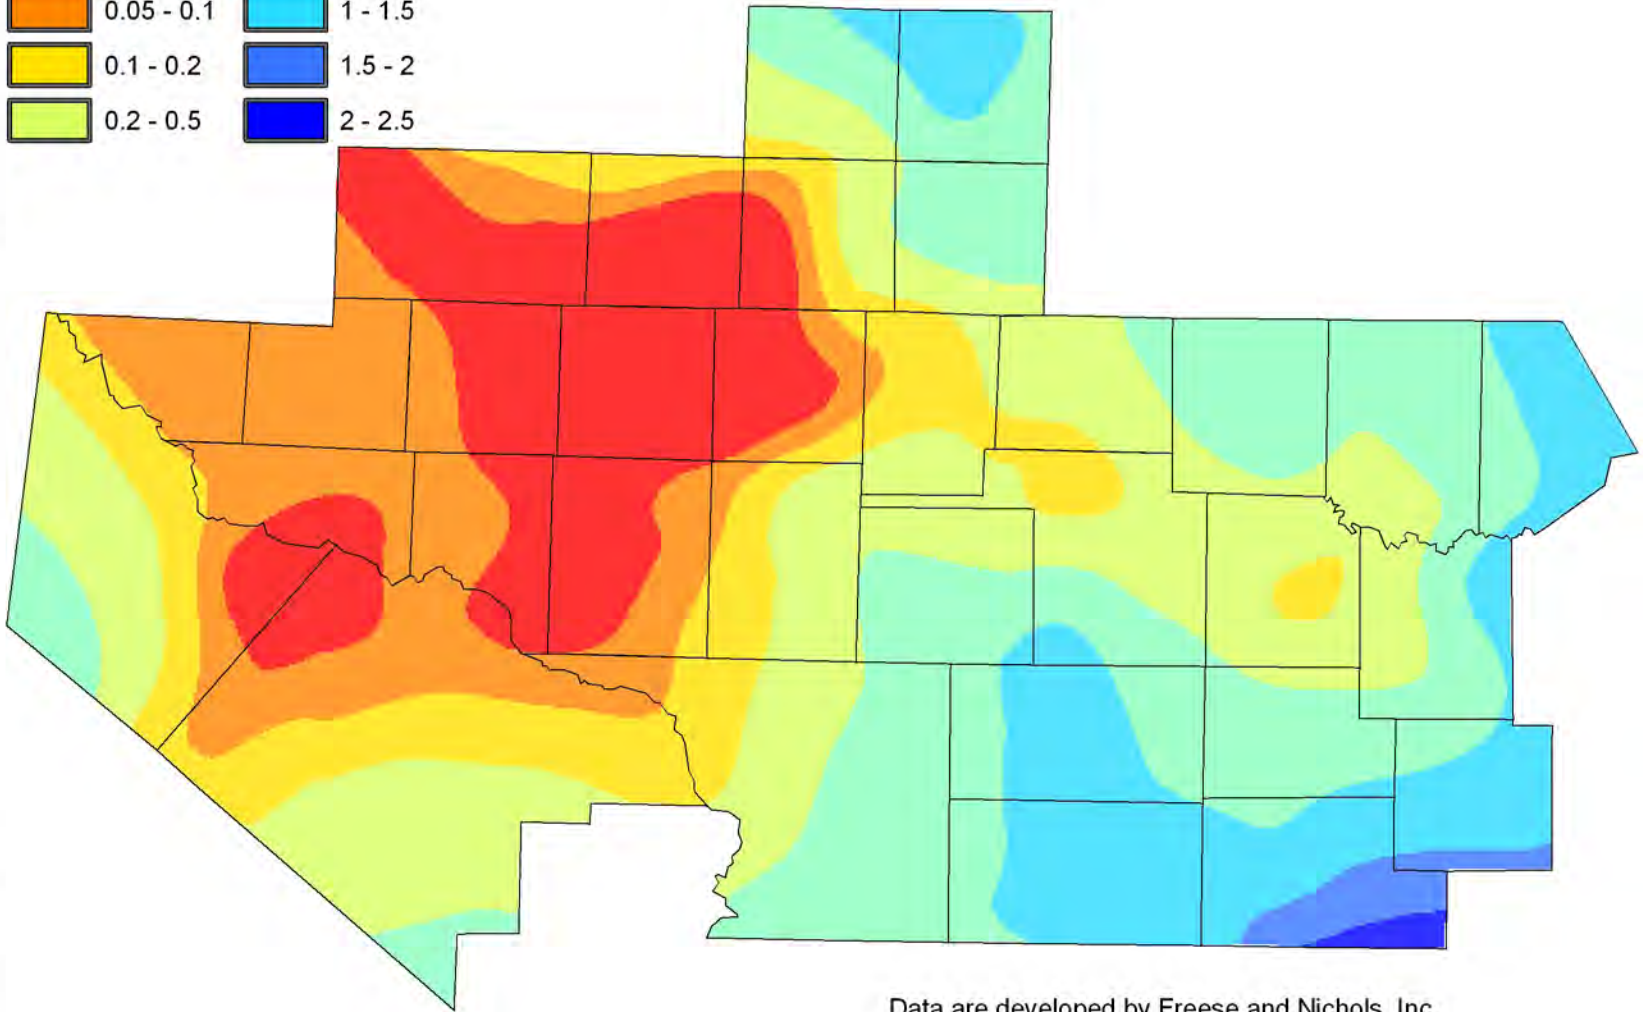 0.05 - 0.1
1 - 1.5
0.1 - 0.2
1.5 - 2
0.2 - 0.5
2 - 2.5
Data are developed by Freese and Nichols, Inc